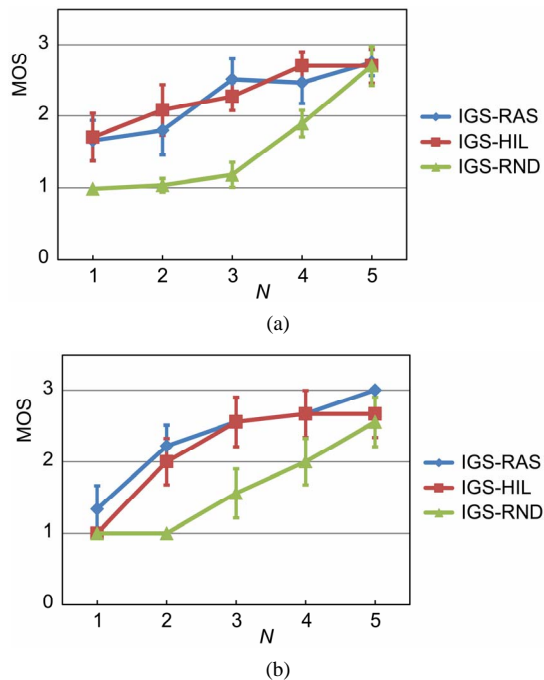 MOS
3
2
1
0
1 2 3 4 5
N
IGS-RAS
IGS-HIL
IGS-RND
(a)
MOS
3
2
1
0
1 2 3 4 5
N
IGS-RAS
IGS-HIL
IGS-RND
(b)